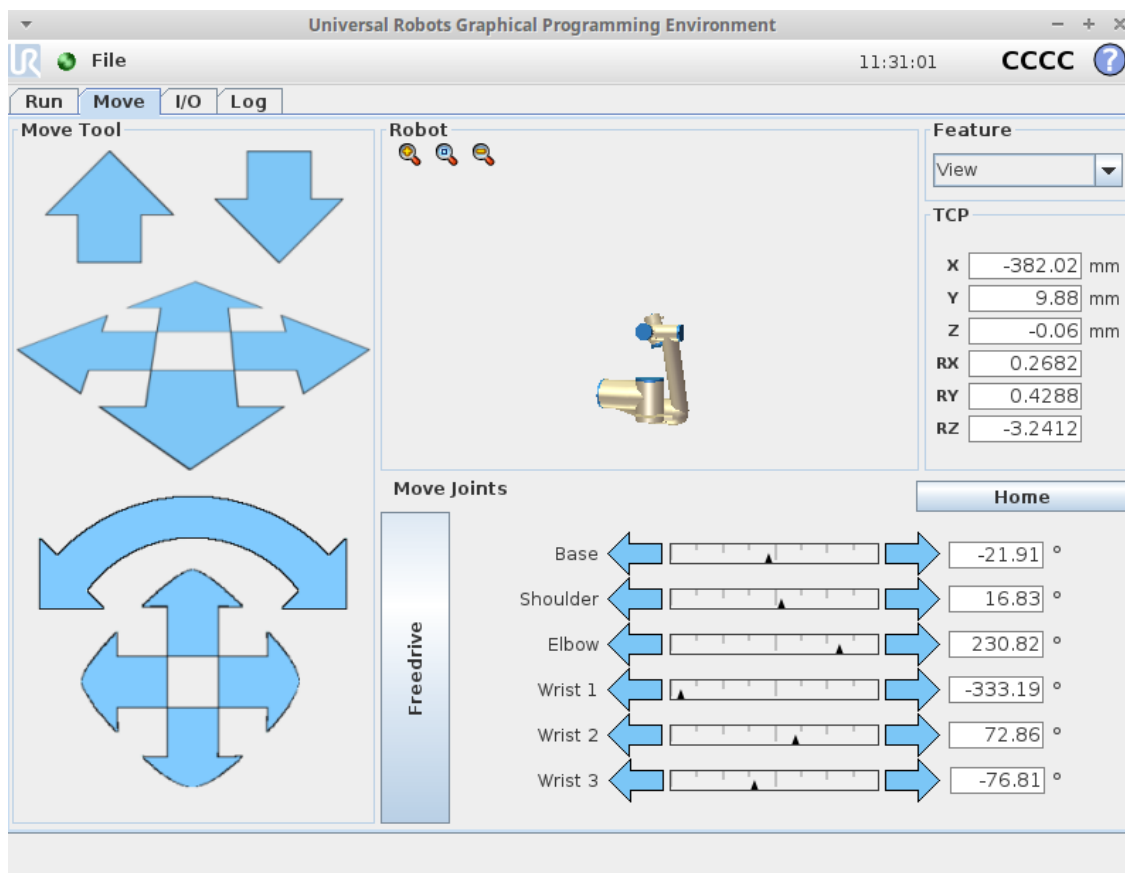 Universal Robots Graphical Programming Environment
UR File 11:31:01 CCCC ?
Run Move I/O Log
Move Tool
Robot
Feature
View
TCP
X -382.02 mm
Y 9.88 mm
Z -0.06 mm
RX 0.2682
RY 0.4288
RZ -3.2412
Move Joints
Home
Freedrive
Base -21.91 °
Shoulder 16.83 °
Elbow 230.82 °
Wrist 1 -333.19 °
Wrist 2 72.86 °
Wrist 3 -76.81 °